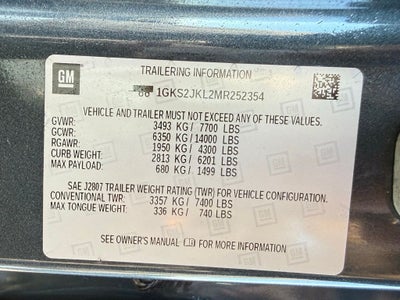 GM
TRAILERING INFORMATION
1GKS2JKL2MR252354
VEHICLE AND TRAILER MUST NOT EXCEED ANY OF THESE VALUES:
GVWR: 3493 KG / 7700 LBS
GCWR: 6350 KG / 14000 LBS
RGAWR: 1950 KG / 4300 LBS
CURB WEIGHT: 2813 KG / 6201 LBS
MAX PAYLOAD: 680 KG / 1499 LBS
SAE J2807 TRAILER WEIGHT RATING (TWR) FOR VEHICLE CONFIGURATION.
CONVENTIONAL TWR: 3357 KG / 7400 LBS
MAX TONGUE WEIGHT: 336 KG / 740 LBS
SEE OWNER'S MANUAL FOR MORE INFORMATION